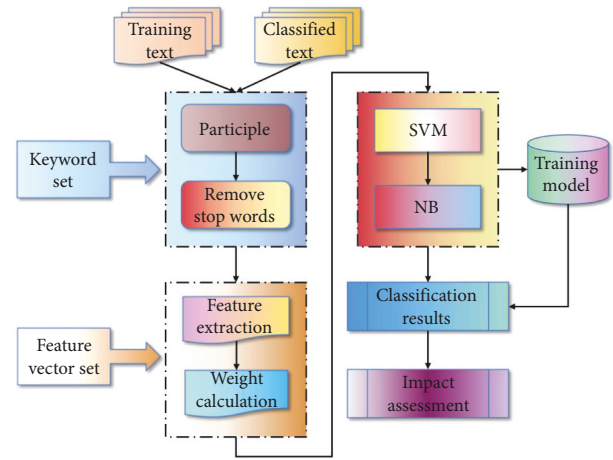 Training
text
Classified
text
Keyword
set
Participle
Remove
stop words
Feature
vector set
Feature
extraction
Weight
calculation
SVM
NB
Training
model
Classification
results
Impact
assessment